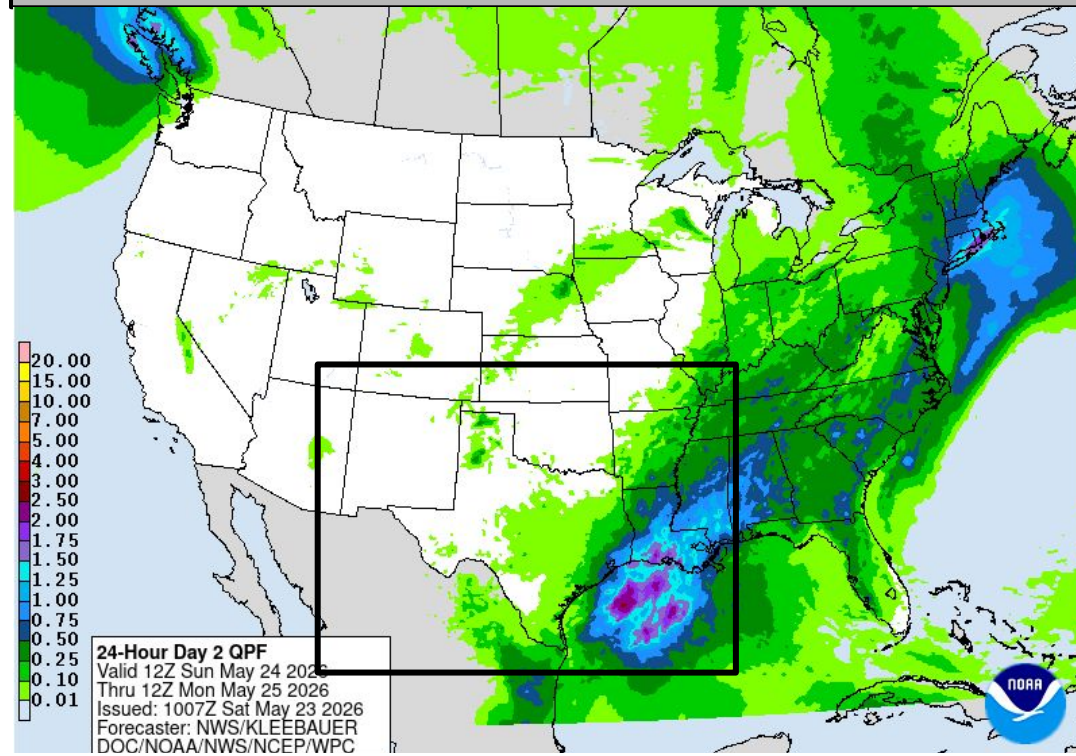 20.00
15.00
10.00
7.00
5.00
4.00
3.00
2.50
2.00
1.75
1.50
1.25
1.00
0.75
0.50
0.25
0.10
0.01
24-Hour Day 2 QPF
Valid 12Z Sun May 24 2026
Thru 12Z Mon May 25 2026
Issued: 1007Z Sat May 23 2026
Forecaster: NWS/KLEEBAUER
DOC/NOAA/NWS/NCEP/WPC
NOAA